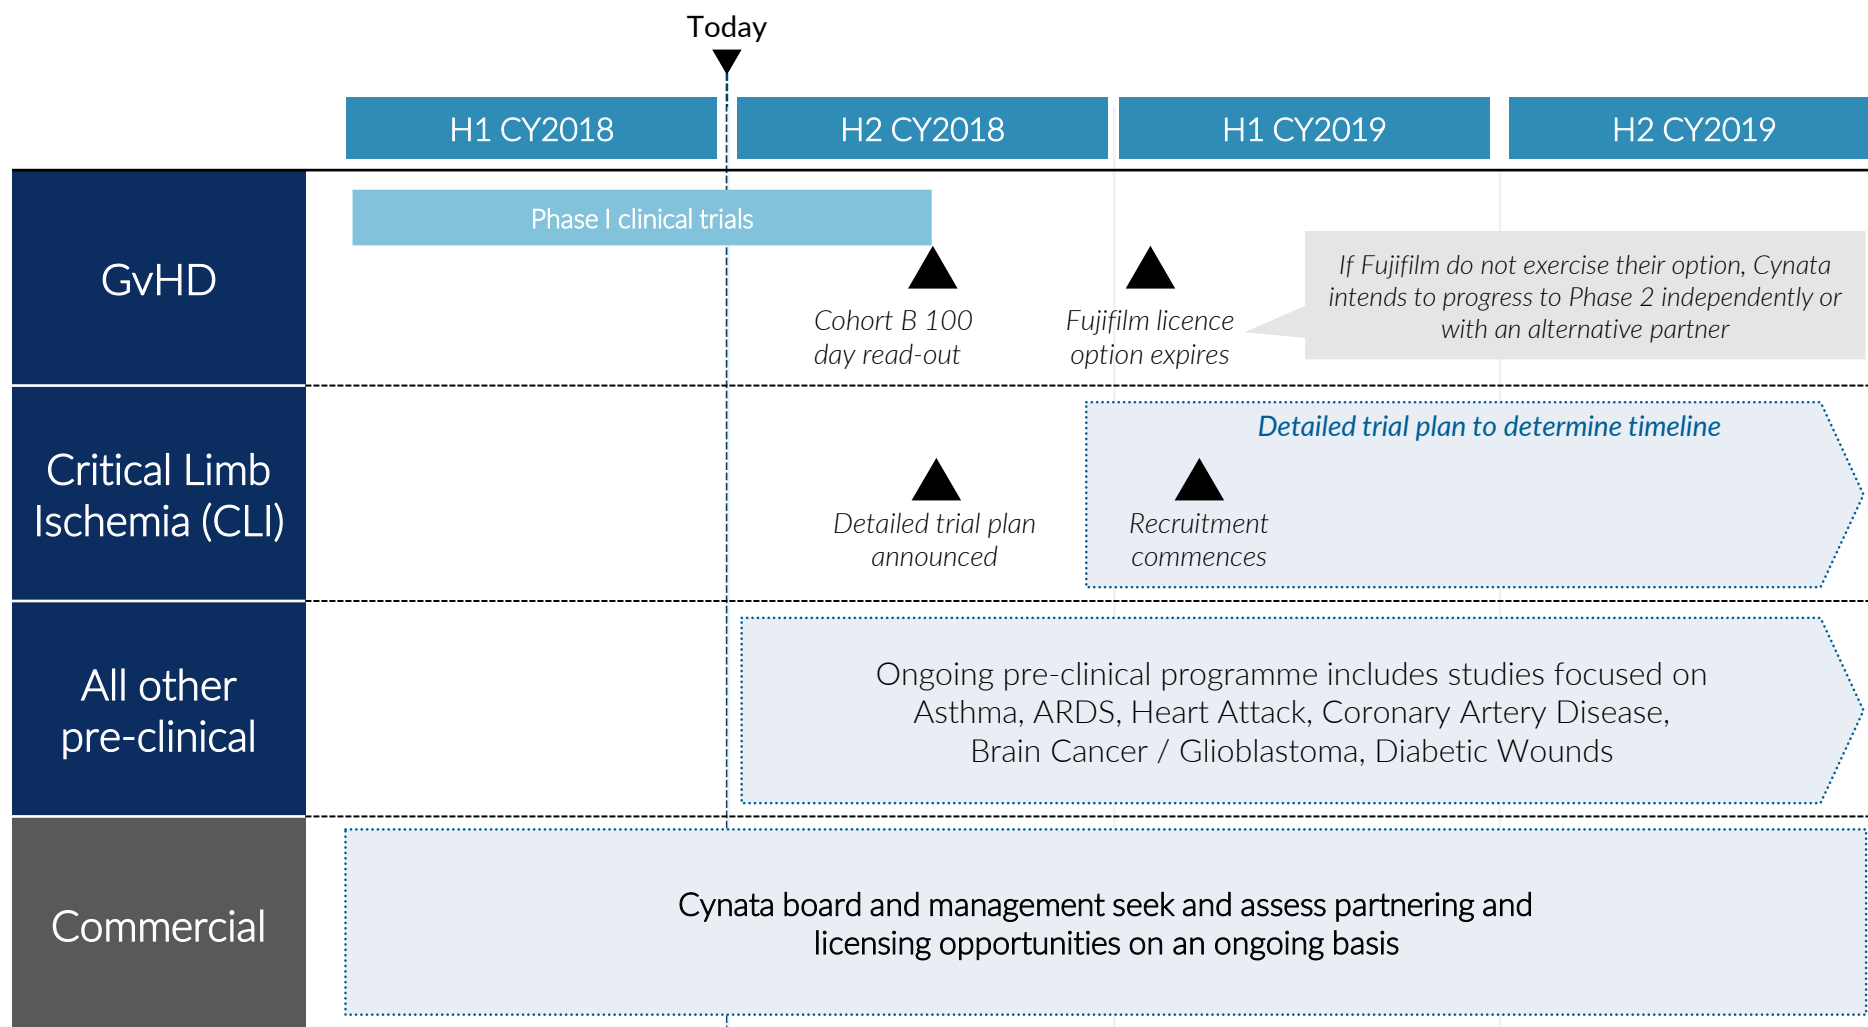 Today
H1 CY2018
H2 CY2018
H1 CY2019
H2 CY2019
GvHD
Phase I clinical trials
Cohort B 100
day read-out
Fujifilm licence
option expires
If Fujifilm do not exercise their option, Cynata
intends to progress to Phase 2 independently or
with an alternative partner
Critical Limb
Ischemia (CLI)
Detailed trial plan to determine timeline
Detailed trial plan
announced
Recruitment
commences
All other
pre-clinical
Ongoing pre-clinical programme includes studies focused on
Asthma, ARDS, Heart Attack, Coronary Artery Disease,
Brain Cancer / Glioblastoma, Diabetic Wounds
Commercial
Cynata board and management seek and assess partnering and
licensing opportunities on an ongoing basis